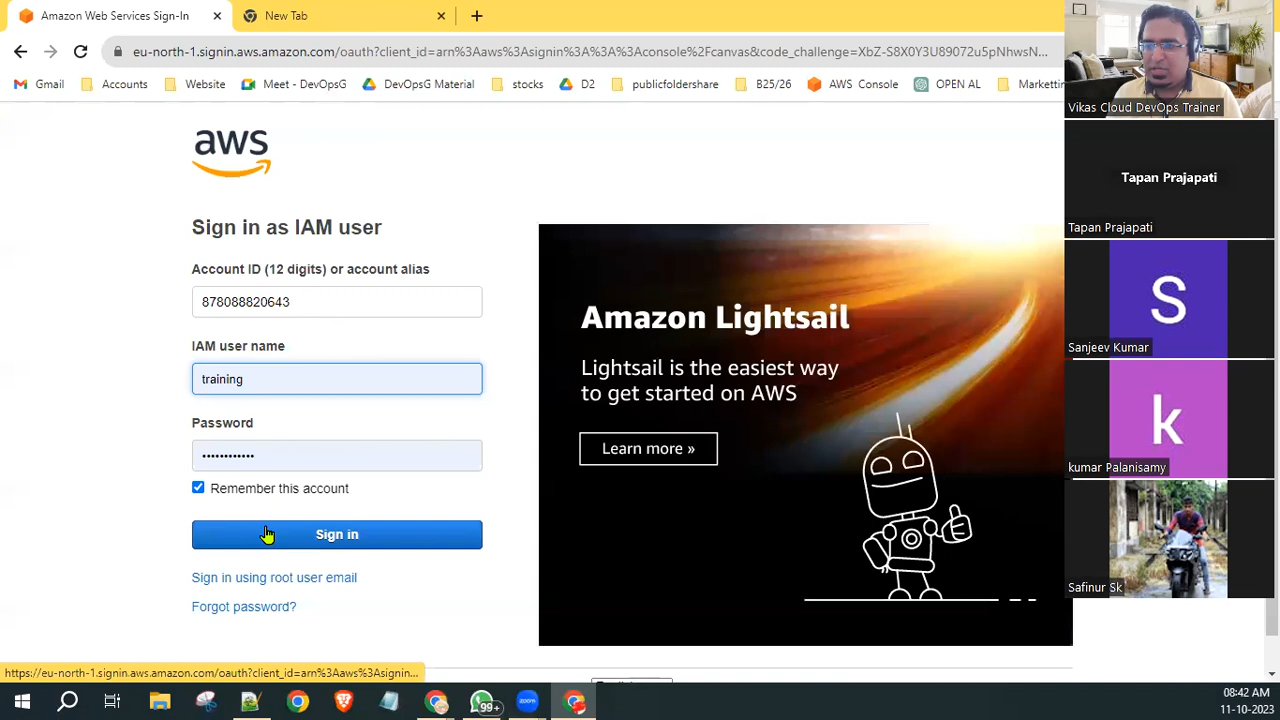 Amazon Web Services Sign-In
New Tab
eu-north-1.signin.aws.amazon.com/oauth?client_id=arn%3Aaws%3Asignin%3A%3A%3Aconsole%2Fcanvas&code_challenge=XbZ-S8X0Y3U89072u5pNhwsN...
Gmail
Accounts
Website
Meet - DevOpsG
DevOpsG Material
stocks
D2
publicfoldershare
B25/26
AWS Console
OPEN AL
Marketin
Vikas Cloud DevOps Trainer
aws
Tapan Prajapati
Tapan Prajapati
Sign in as IAM user
Account ID (12 digits) or account alias
878088820643
IAM user name
training
Password
••••••••••••
Remember this account
Sign in
Sign in using root user email
Forgot password?
Amazon Lightsail
Lightsail is the easiest way
to get started on AWS
Learn more »
S
Sanjeev Kumar
k
kumar Palanisamy
Safinur Sk
https://eu-north-1.signin.aws.amazon.com/oauth?client_id=arn%3Aaws%3Asignin...
99+
zoom
08:42 AM
11-10-2023